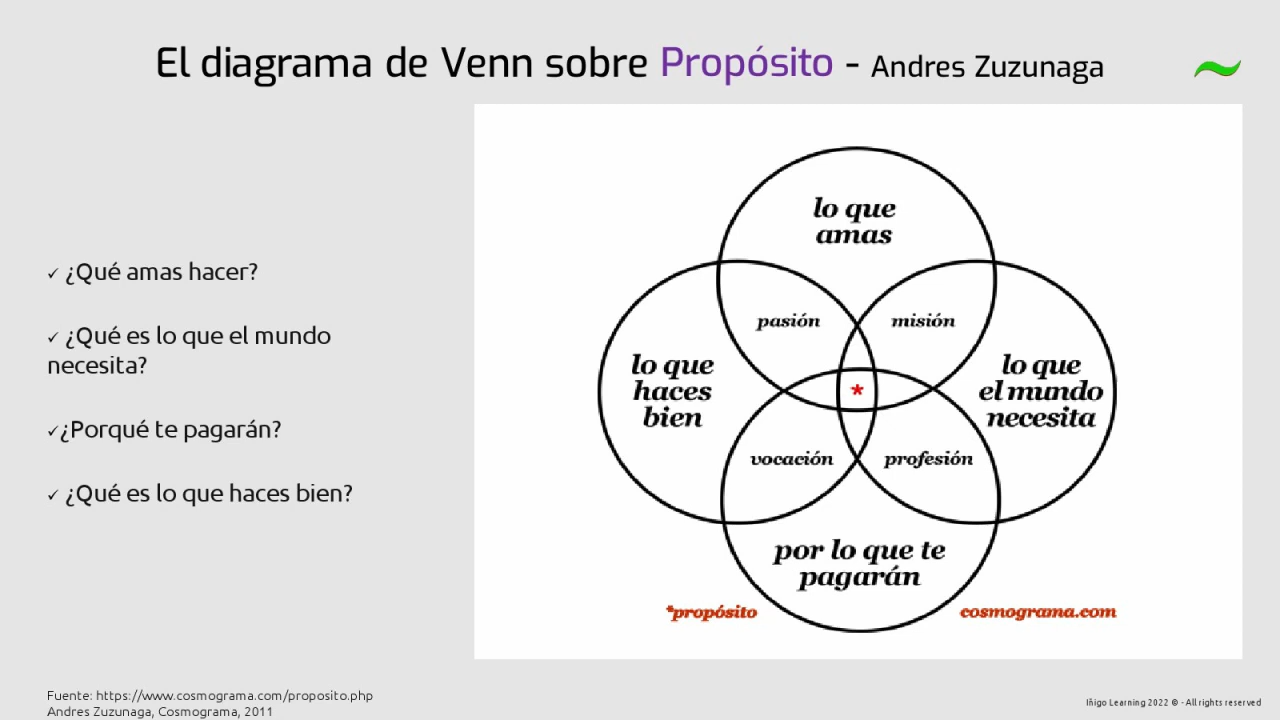 El diagrama de Venn sobre Propósito - Andres Zuzunaga
✓ ¿Qué amas hacer?
✓ ¿Qué es lo que el mundo
necesita?
✓¿Porqué te pagarán?
✓ ¿Qué es lo que haces bien?
lo que
amas
pasión
misión
lo que
haces
bien
*
lo que
el mundo
necesita
vocación
profesión
por lo que te
pagarán
*propósito
cosmograma.com
Fuente: https://www.cosmograma.com/proposito.php
Andres Zuzunaga, Cosmograma, 2011
Iñigo Learning 2022 © - All rights reserved